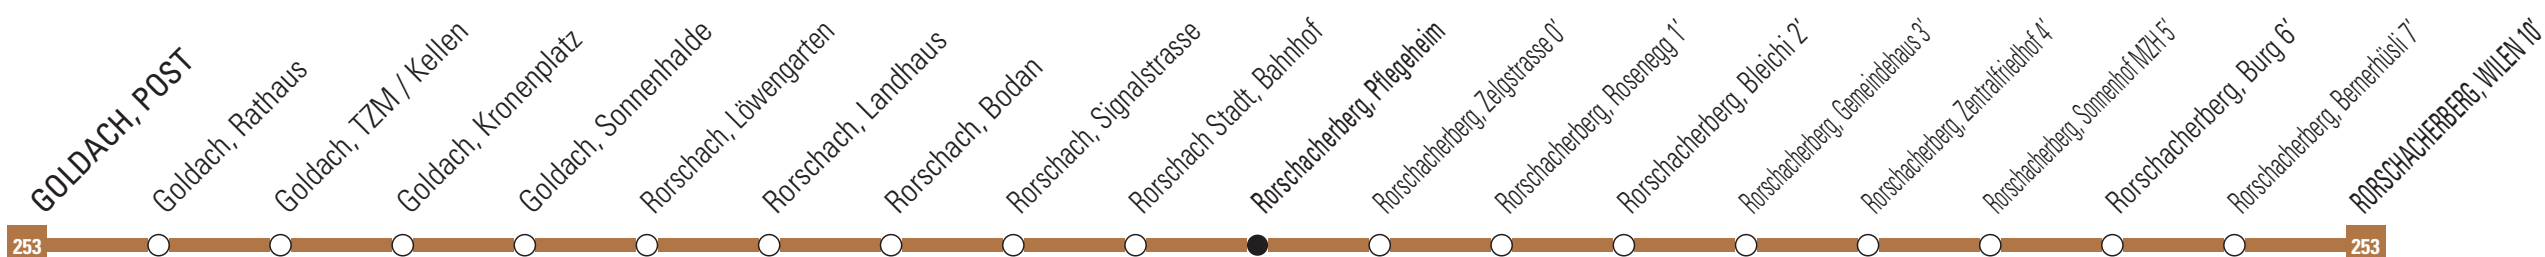 GOLDACH, POST
Goldach, Rathaus
Goldach, TZM / Kellen
Goldach, Kronenplatz
Goldach, Sonnenhalde
Rorschach, Löwengarten
Rorschach, Landhaus
Rorschach, Bodan
Rorschach, Signalstrasse
Rorschach Stadt, Bahnhof
Rorschacherberg, Pflegeheim
Rorschacherberg, Zelgstrasse 0'
Rorschacherberg, Rosenegg 1'
Rorschacherberg, Bleichi 2'
Rorschacherberg, Gemeindehaus 3'
Rorschacherberg, Zentralfriedhof 4'
Rorschacherberg, Sonnenhof MZH 5'
Rorschacherberg, Burg 6'
Rorschacherberg, Bernerhüsli 7'
RORSCHACHERBERG, WILEN 10'
253
253